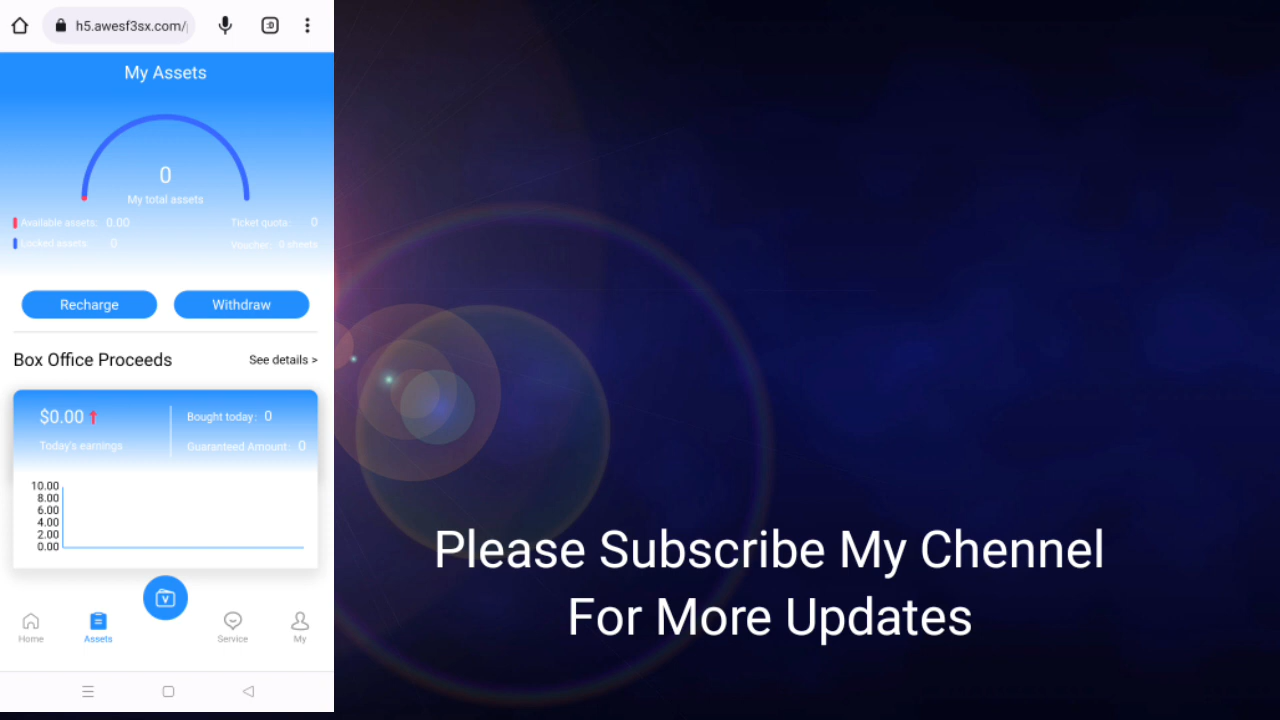 h5.awesf3sx.com/
:D
My Assets
0
My total assets
Available assets: 0.00
Ticket quota: 0
Locked assets: 0
Voucher: 0 sheets
Recharge
Withdraw
Box Office Proceeds
See details >
$0.00
Bought today: 0
Today's earnings
Guaranteed Amount: 0
10.00
8.00
6.00
4.00
2.00
0.00
Home
Assets
Service
My
Please Subscribe My Chennel
For More Updates